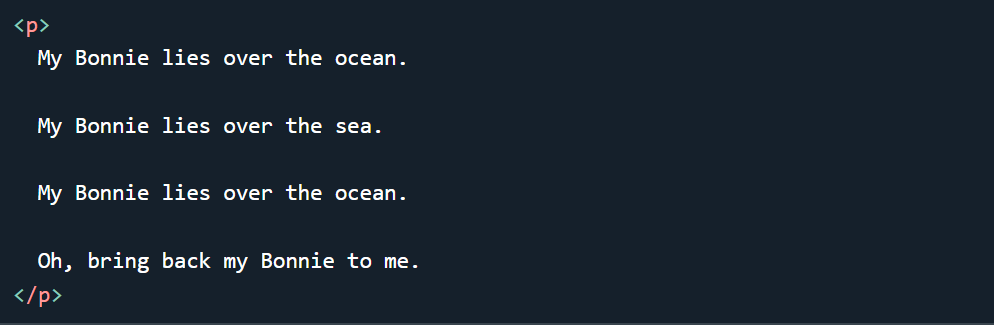 <p>
My Bonnie lies over the ocean.
My Bonnie lies over the sea.
My Bonnie lies over the ocean.
Oh, bring back my Bonnie to me.
</p>